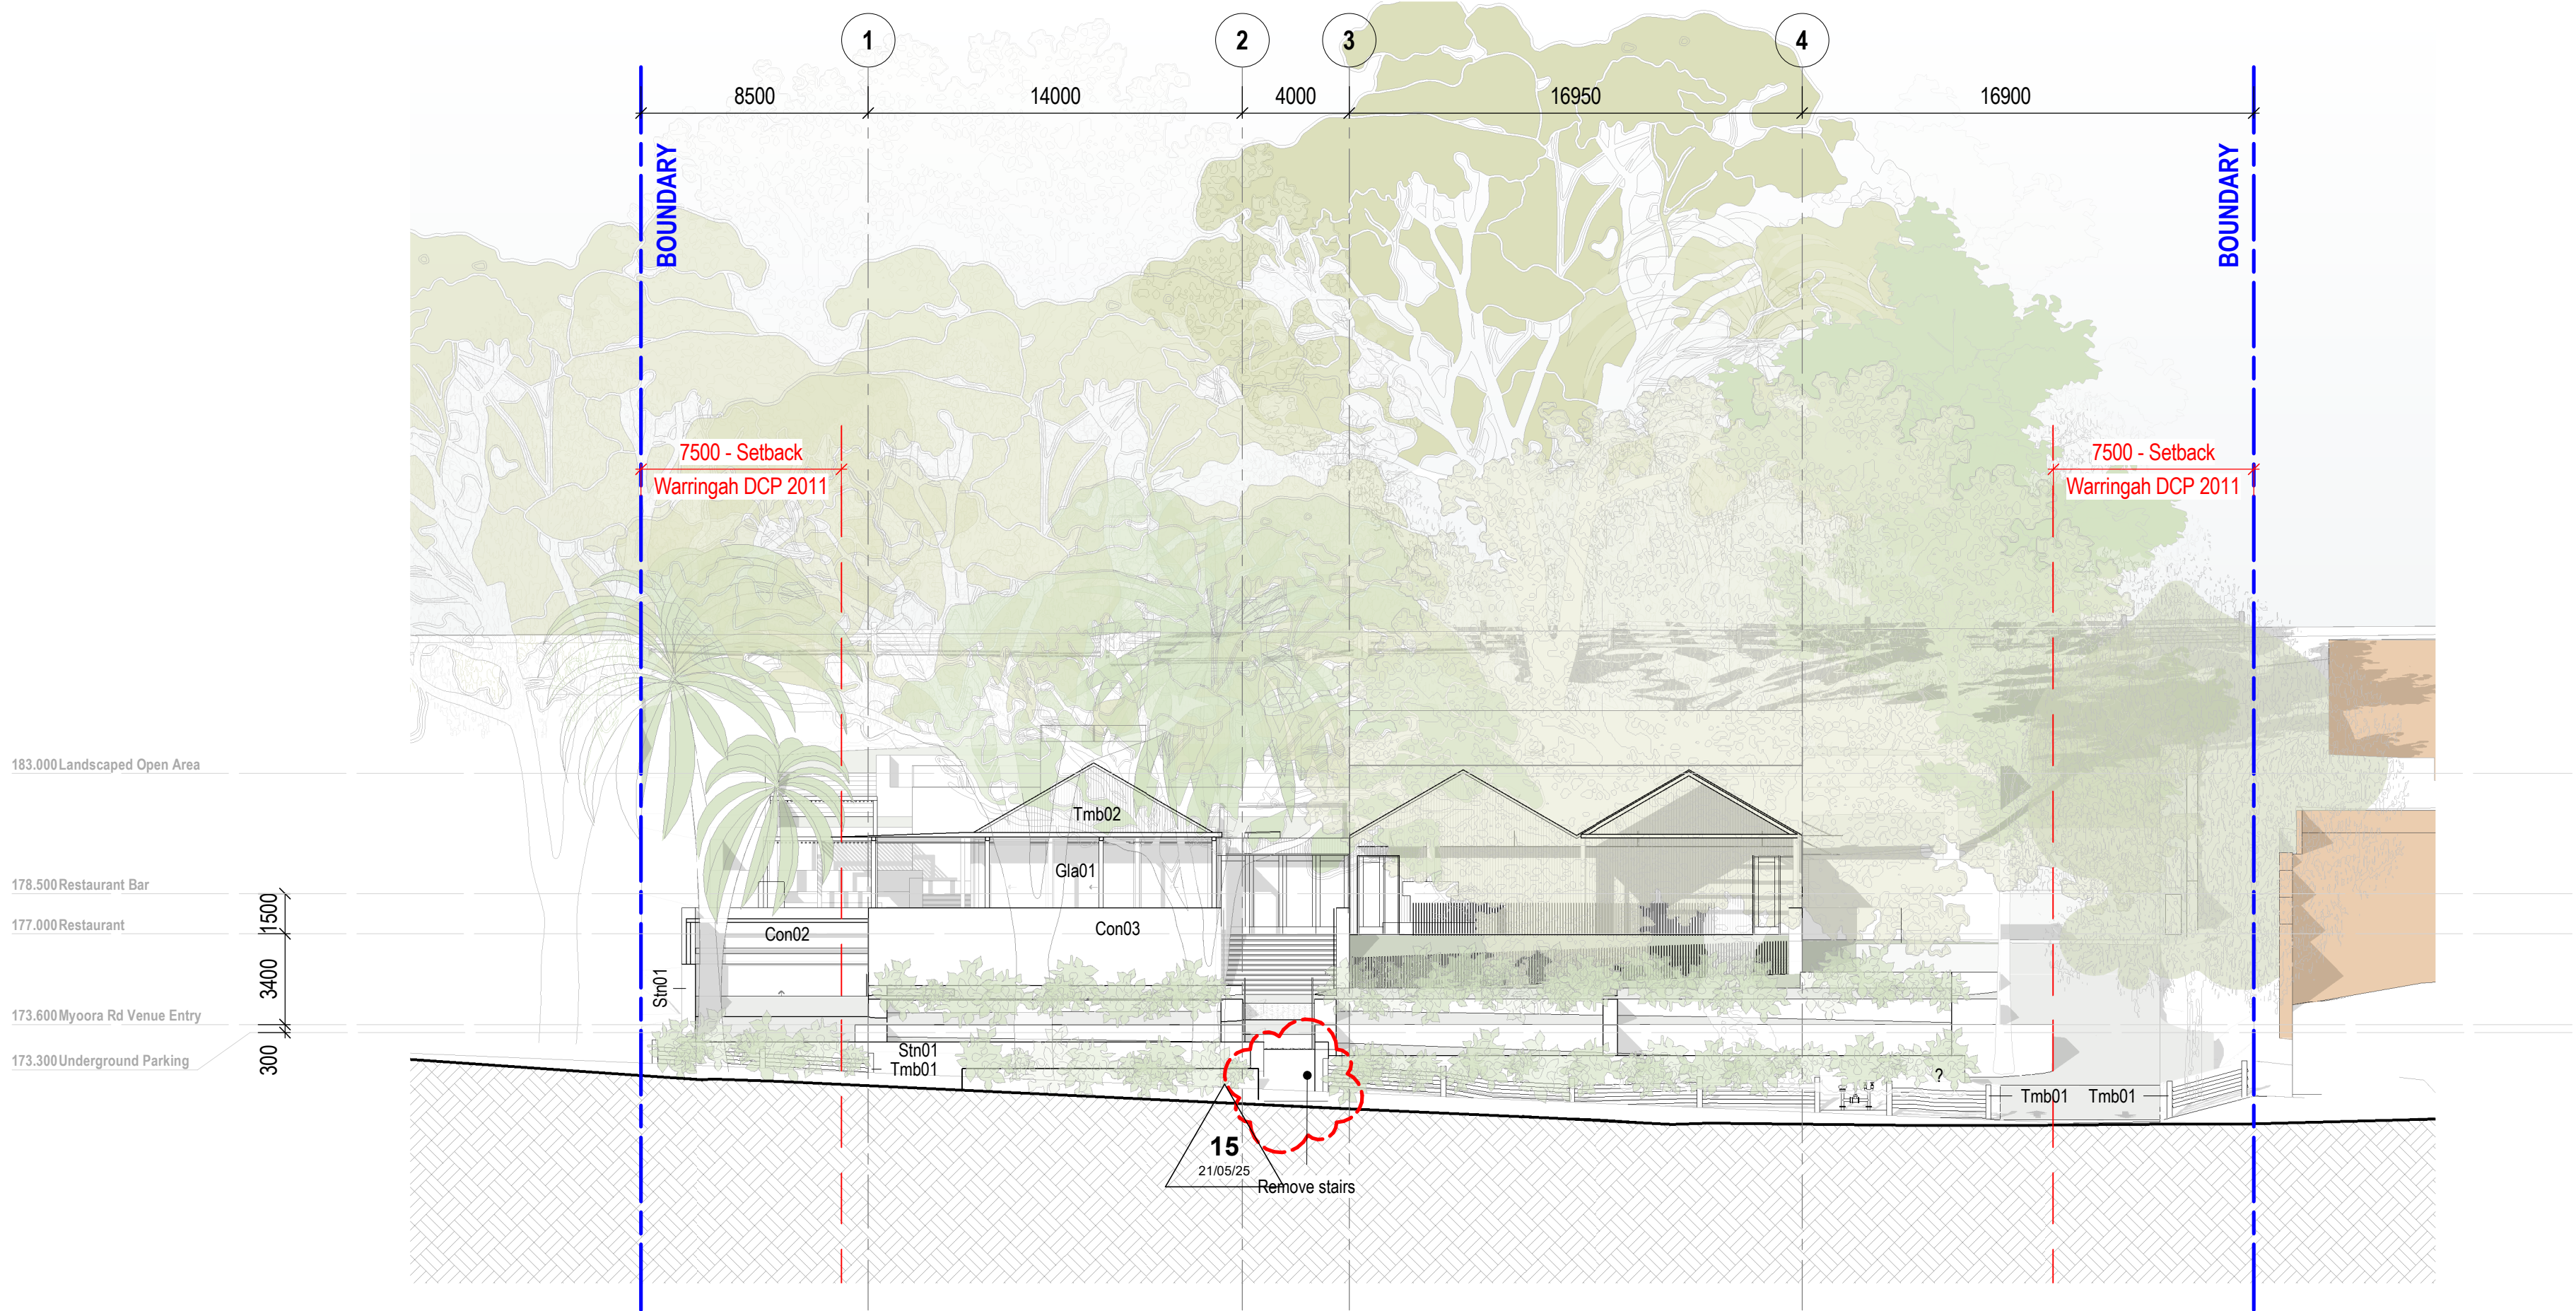 1
2
3
4
8500
14000
4000
16950
16900
BOUNDARY
BOUNDARY
7500 - Setback
Warringah DCP 2011
7500 - Setback
Warringah DCP 2011
183.000 Landscaped Open Area
Tmb02
Gla01
178.500 Restaurant Bar
1500
177.000 Restaurant
Con02
Con03
3400
Stn01
173.600 Myoora Rd Venue Entry
300
173.300 Underground Parking
Stn01
Tmb01
?
Tmb01
Tmb01
15
21/05/25
Remove stairs